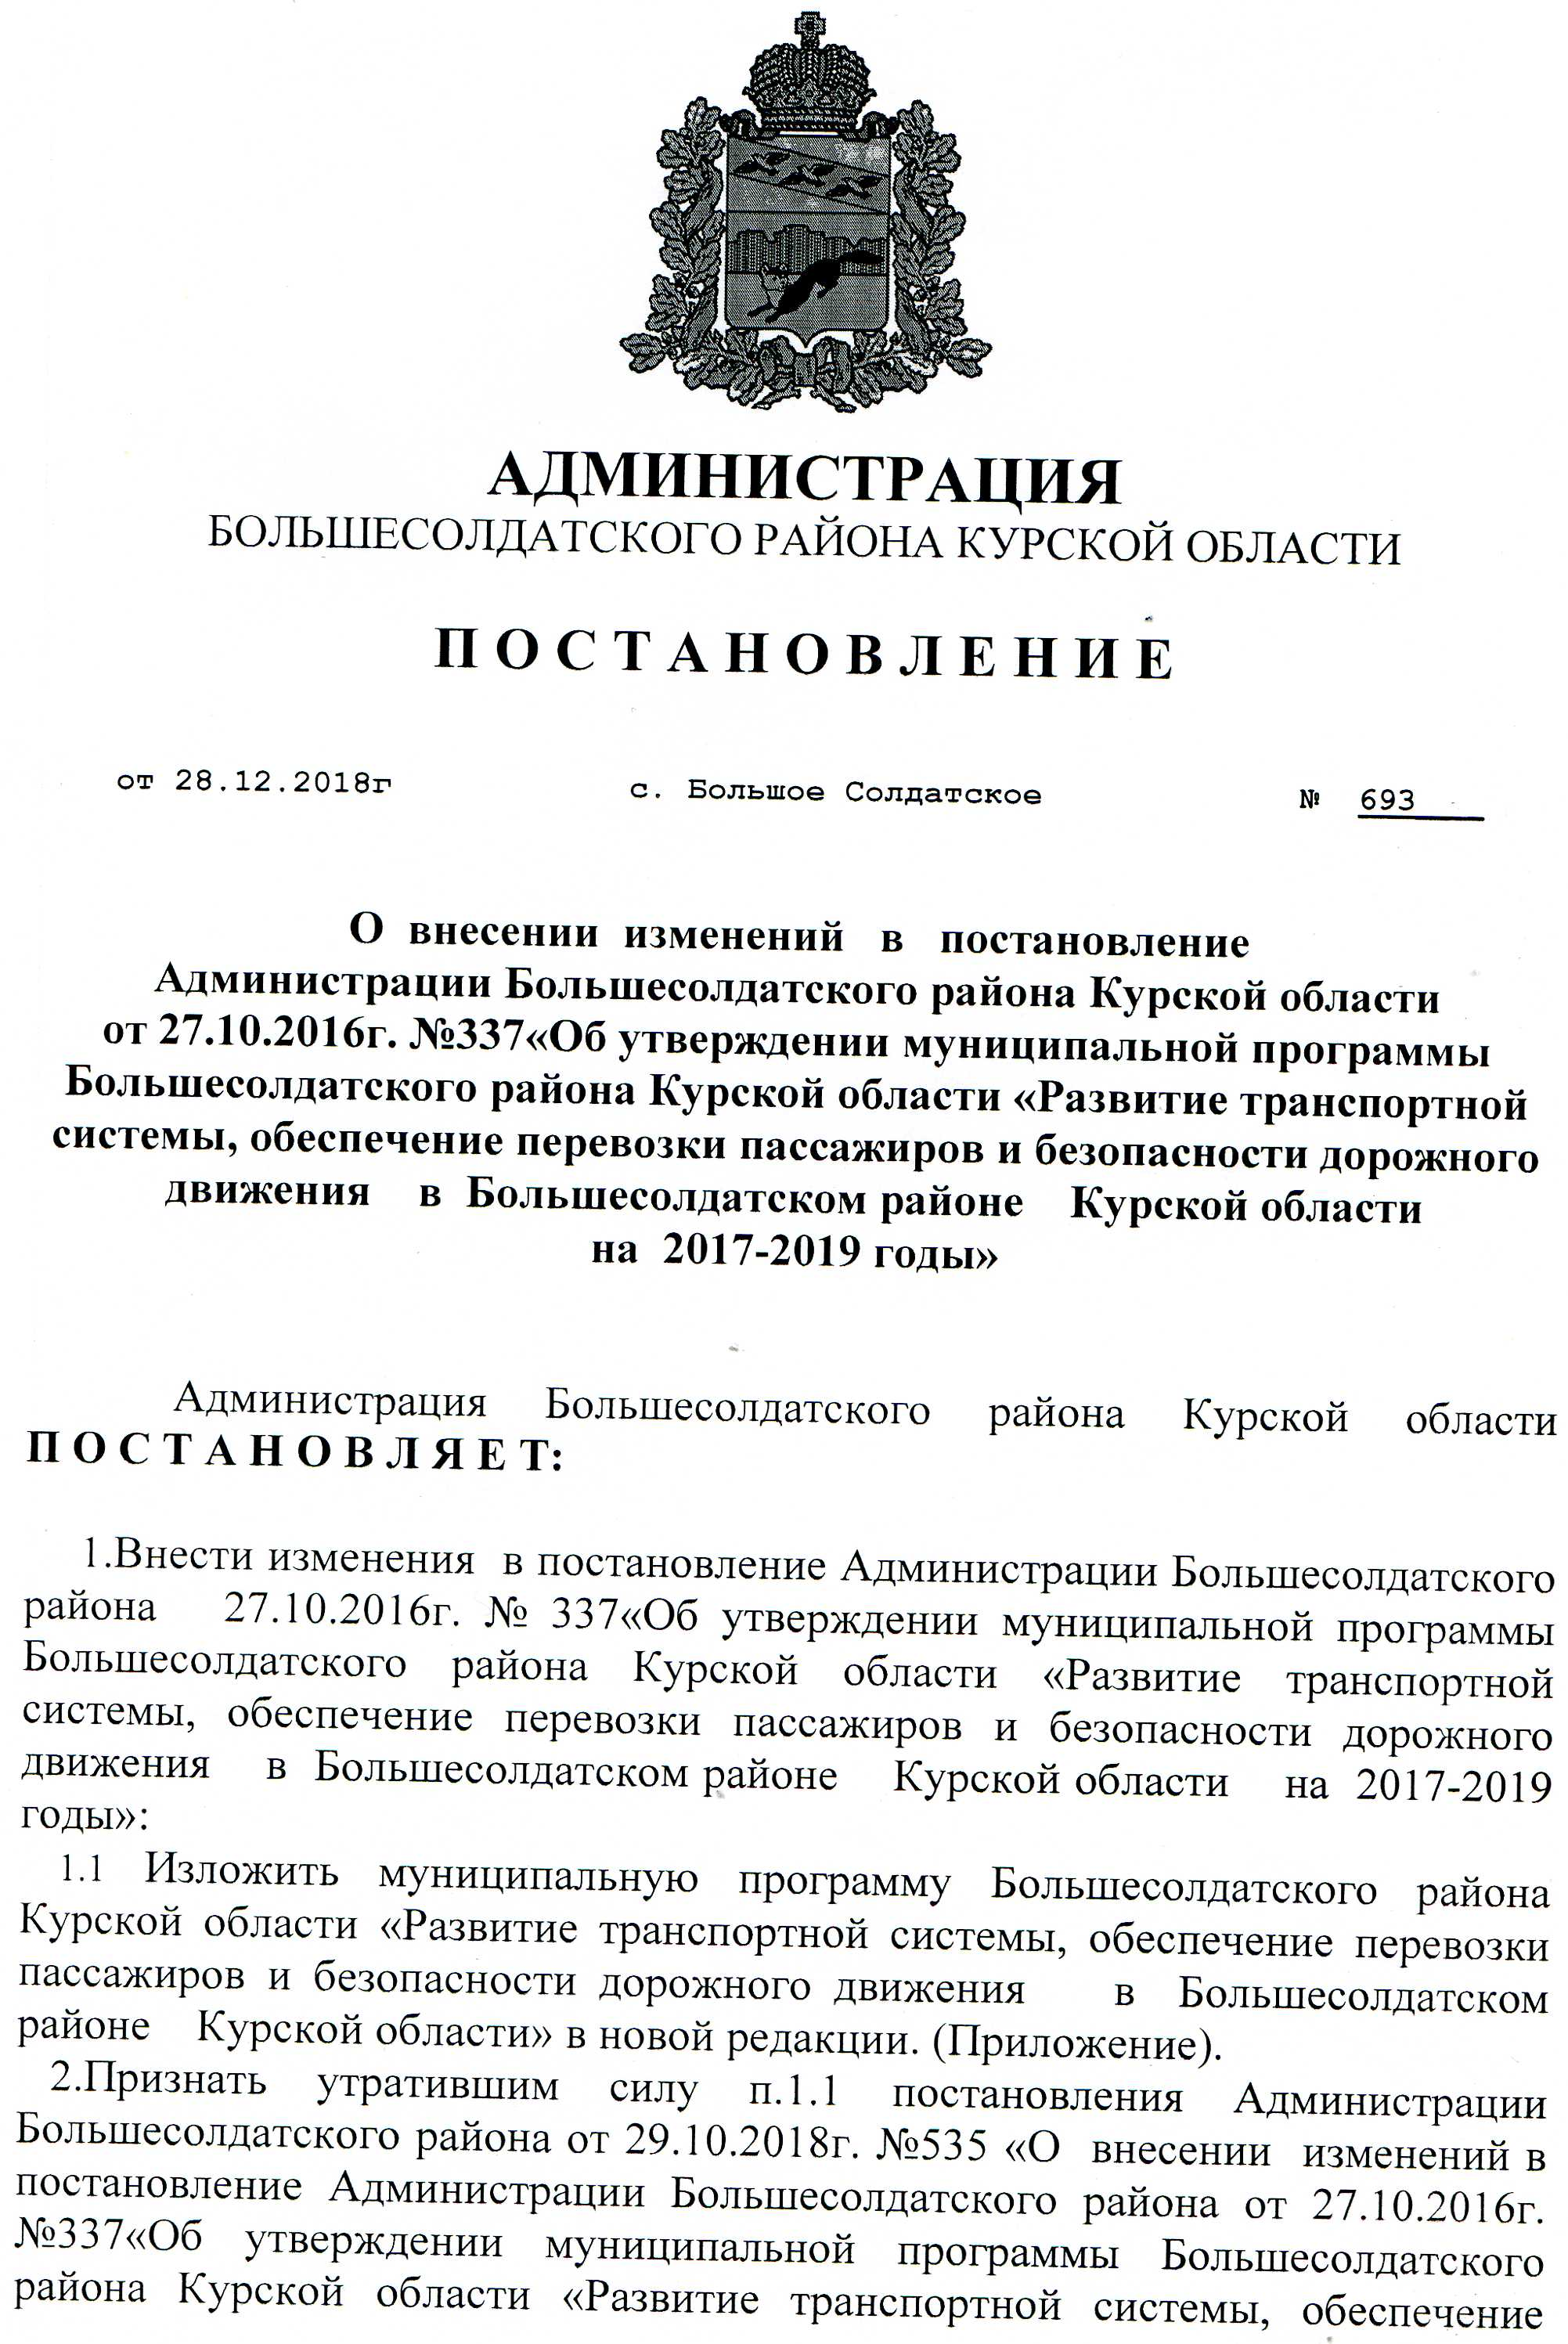 АДМИНИСТРАЦИЯ
БОЛЬШЕСОЛДАТСКОГО РАЙОНА КУРСКОЙ ОБЛАСТИ
П О С Т А Н О В Л Е Н И Е
от 28.12.2018г с. Большое Солдатское № 693
О внесении изменений в постановление
Администрации Большесолдатского района Курской области
от 27.10.2016г. №337«Об утверждении муниципальной программы
Большесолдатского района Курской области «Развитие транспортной
системы, обеспечение перевозки пассажиров и безопасности дорожного
движения в Большесолдатском районе Курской области
на 2017-2019 годы»
Администрация Большесолдатского района Курской области
П О С Т А Н О В Л Я Е Т:
1.Внести изменения в постановление Администрации Большесолдатского
района 27.10.2016г. № 337«Об утверждении муниципальной программы
Большесолдатского района Курской области «Развитие транспортной
системы, обеспечение перевозки пассажиров и безопасности дорожного
движения в Большесолдатском районе Курской области на 2017-2019
годы»:
1.1 Изложить муниципальную программу Большесолдатского района
Курской области «Развитие транспортной системы, обеспечение перевозки
пассажиров и безопасности дорожного движения в Большесолдатском
районе Курской области» в новой редакции. (Приложение).
2.Признать утратившим силу п.1.1 постановления Администрации
Большесолдатского района от 29.10.2018г. №535 «О внесении изменений в
постановление Администрации Большесолдатского района от 27.10.2016г.
№337«Об утверждении муниципальной программы Большесолдатского
района Курской области «Развитие транспортной системы, обеспечение